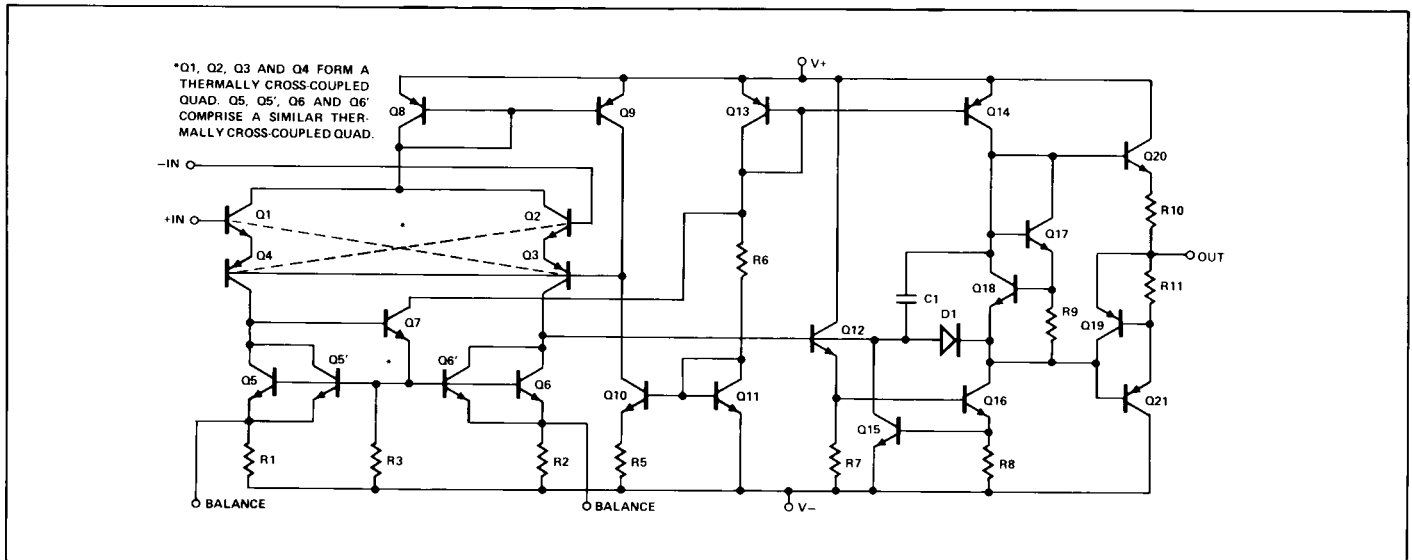 *Q1, Q2, Q3 AND Q4 FORM A
THERMALLY CROSS-COUPLED
QUAD. Q5, Q5', Q6 AND Q6'
COMPRISE A SIMILAR THER-
MALLY CROSS-COUPLED QUAD.
V+
Q8
Q9
Q13
Q14
Q20
-IN
+IN
Q1
*
Q2
Q4
Q3
R6
Q17
R10
OUT
C1
Q18
R11
Q7
Q12
D1
R9
Q19
Q5
Q5'
*
Q6'
Q6
Q10
Q11
Q16
Q21
Q15
R1
R3
R2
R5
R7
R8
BALANCE
BALANCE
V-